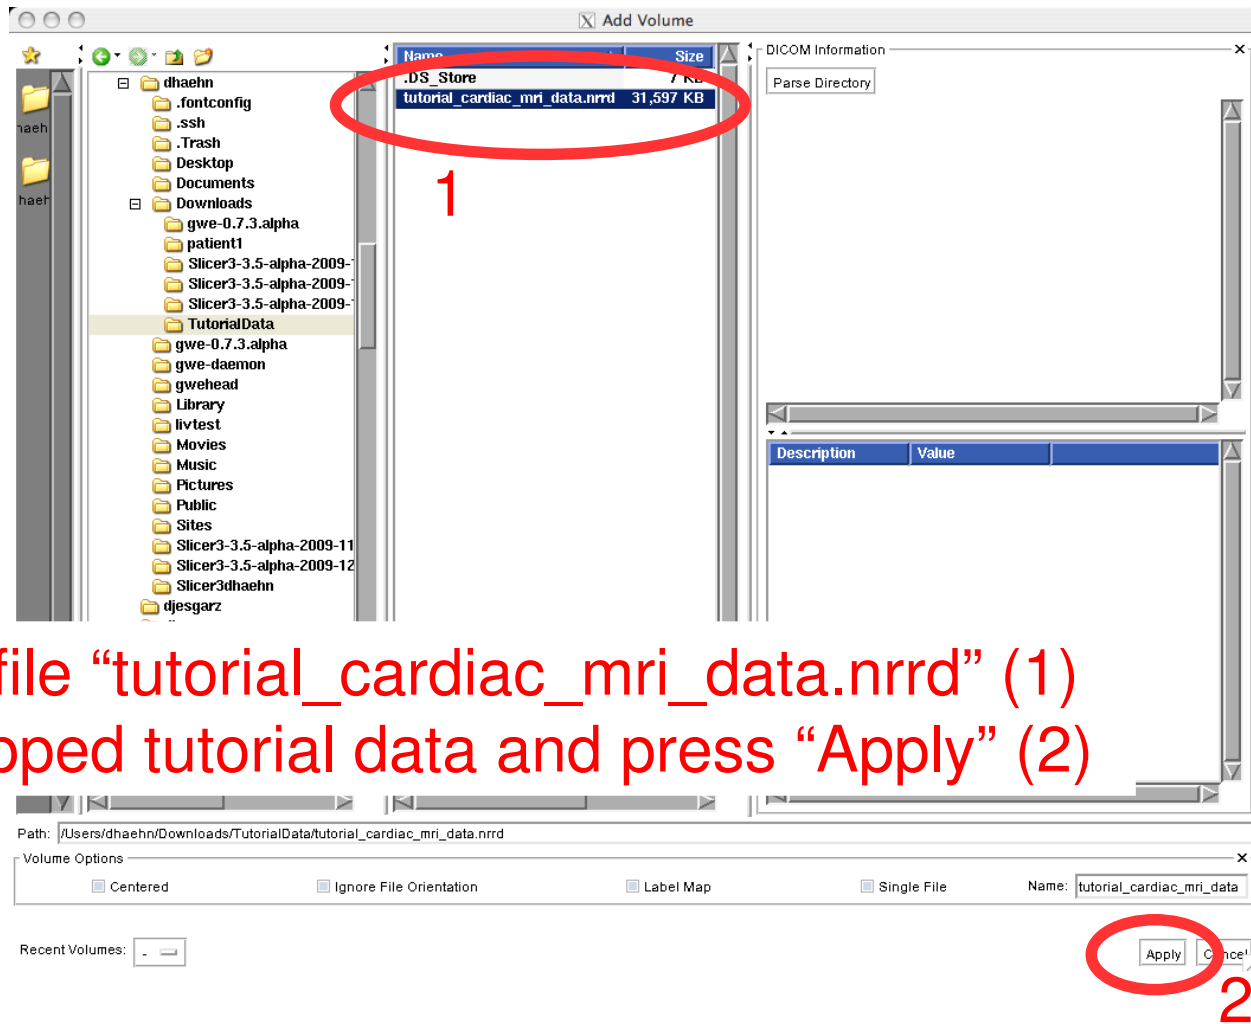 Add Volume
Name Size
.DS_Store 7 KB
tutorial_cardiac_mri_data.nrrd 31,597 KB
1
dhaehn
.fontconfig
.ssh
.Trash
Desktop
Documents
Downloads
gwe-0.7.3.alpha
patient1
Slicer3-3.5-alpha-2009-
Slicer3-3.5-alpha-2009-
Slicer3-3.5-alpha-2009-
TutorialData
gwe-0.7.3.alpha
gwe-daemon
gwehead
Library
livtest
Movies
Music
Pictures
Public
Sites
Slicer3-3.5-alpha-2009-11
Slicer3-3.5-alpha-2009-12
Slicer3dhaehn
djesgarz
haeh
haeh
DICOM Information
Parse Directory
Description Value
file “tutorial_cardiac_mri_data.nrrd” (1)
pped tutorial data and press “Apply” (2)
Path: /Users/dhaehn/Downloads/TutorialData/tutorial_cardiac_mri_data.nrrd
Volume Options
Centered Ignore File Orientation Label Map Single File Name: tutorial_cardiac_mri_data
Recent Volumes: -
Apply Cancel
2